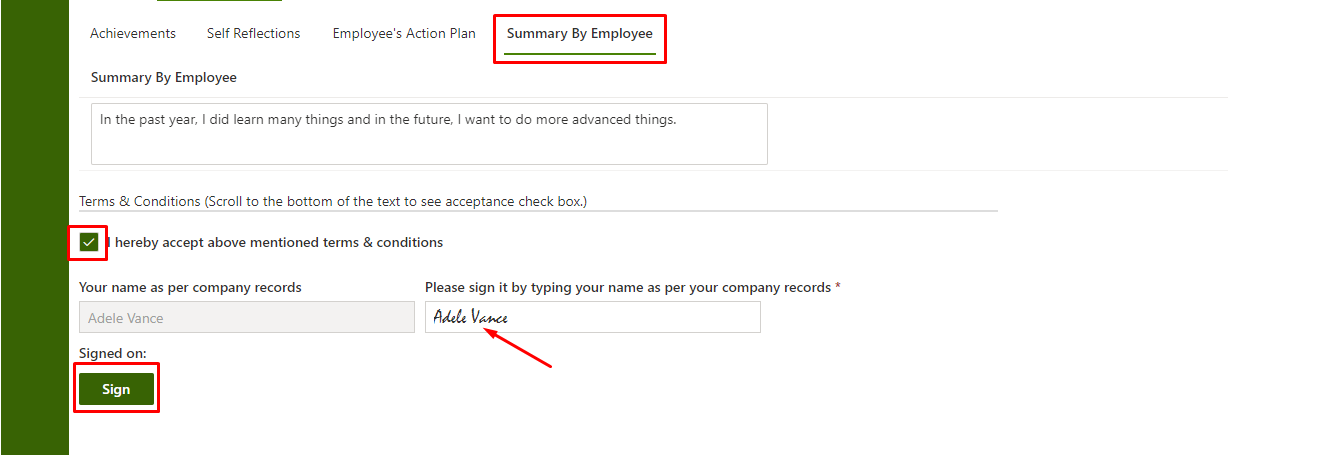 Achievements Self Reflections Employee's Action Plan Summary By Employee
Summary By Employee
In the past year, I did learn many things and in the future, I want to do more advanced things.
Terms & Conditions (Scroll to the bottom of the text to see acceptance check box.)
I hereby accept above mentioned terms & conditions
Your name as per company records Please sign it by typing your name as per your company records *
Adele Vance Adele Vance
Signed on:
Sign